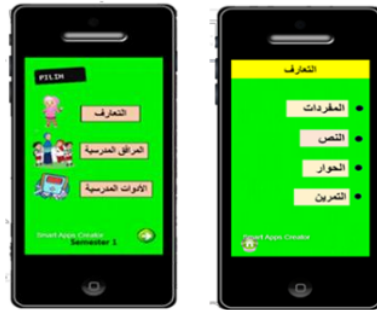 PILIH
التعارف
المرافق المدرسية
الأدوات المدرسية
Smart Apps Creator
Semester 1
التعارف
المفردات
النص
الحوار
التمرين
Smart Apps Creator